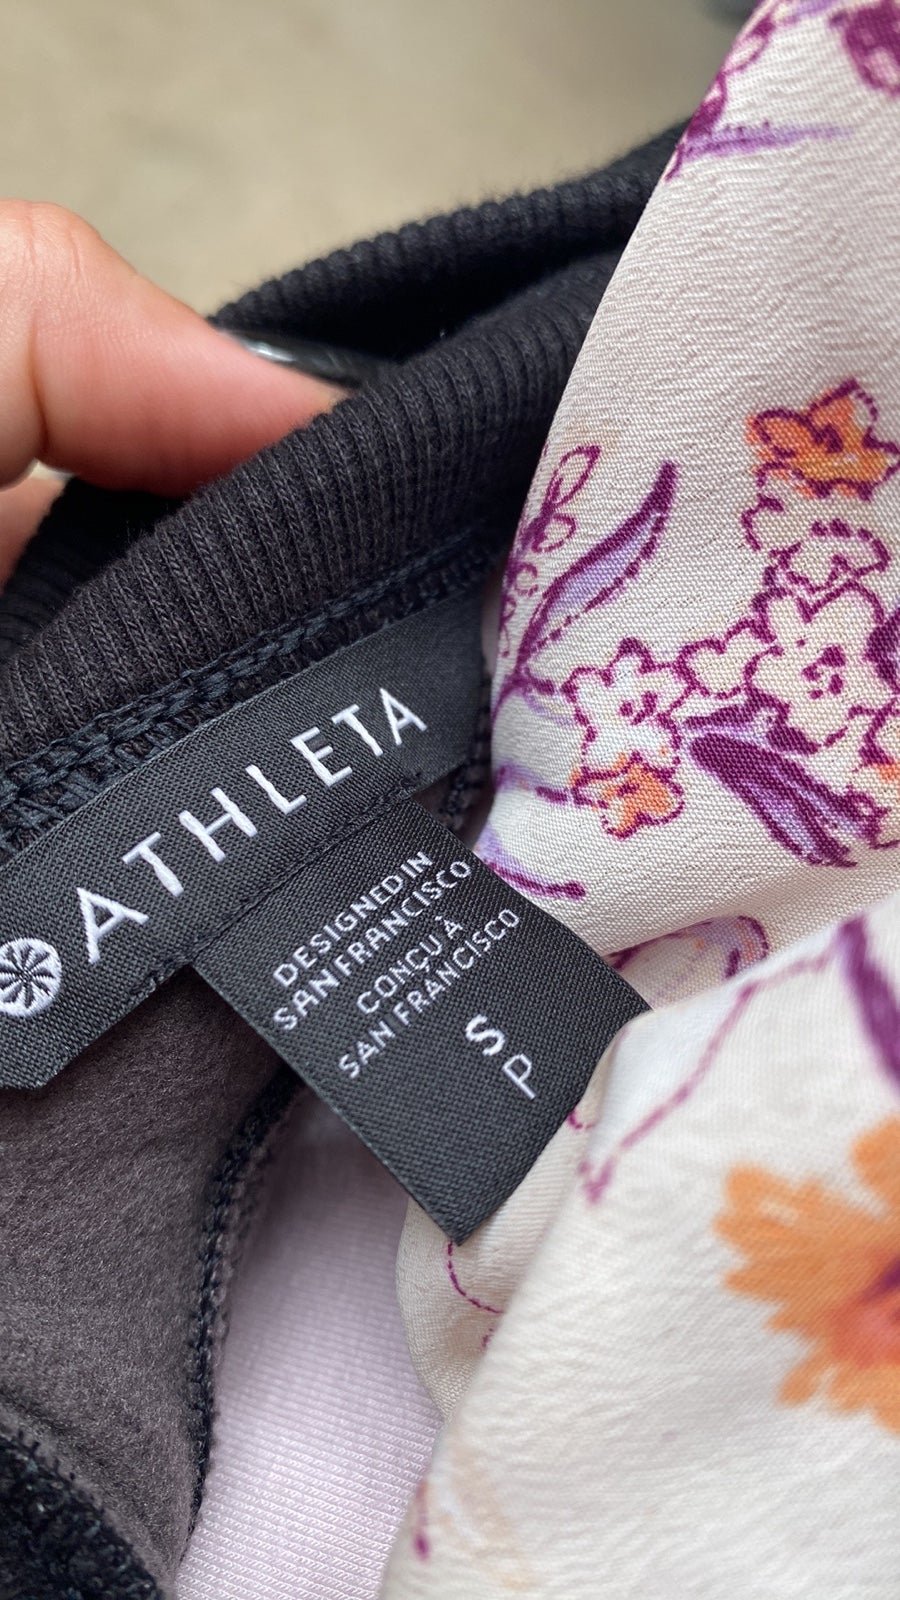 ATHLETA
DESIGNED IN
SAN FRANCISCO
CONÇU À
SAN FRANCISCO
S
P